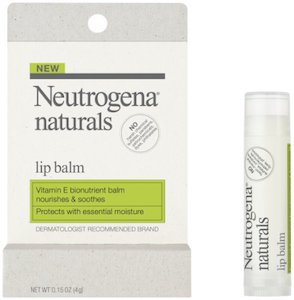 NEW
Neutrogena®
naturals
NO
lip balm
Vitamin E bionutrient balm
nourishes & soothes
Protects with essential moisture
DERMATOLOGIST RECOMMENDED BRAND
NET WT 0.15 OZ (4g)
Neutrogena®
naturals
lip balm